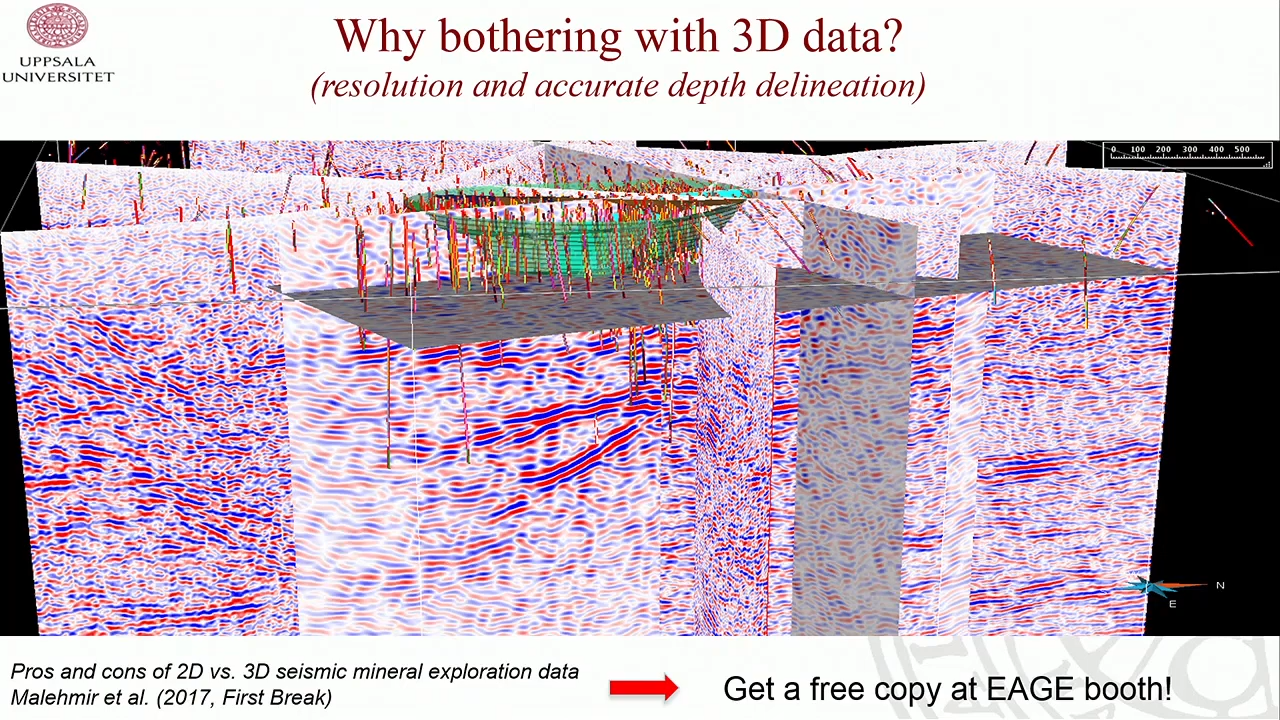 UPPSALA
UNIVERSITET
Why bothering with 3D data?
(resolution and accurate depth delineation)
0 100 200 300 400 500
N
E
Pros and cons of 2D vs. 3D seismic mineral exploration data
Malehmir et al. (2017, First Break)
Get a free copy at EAGE booth!